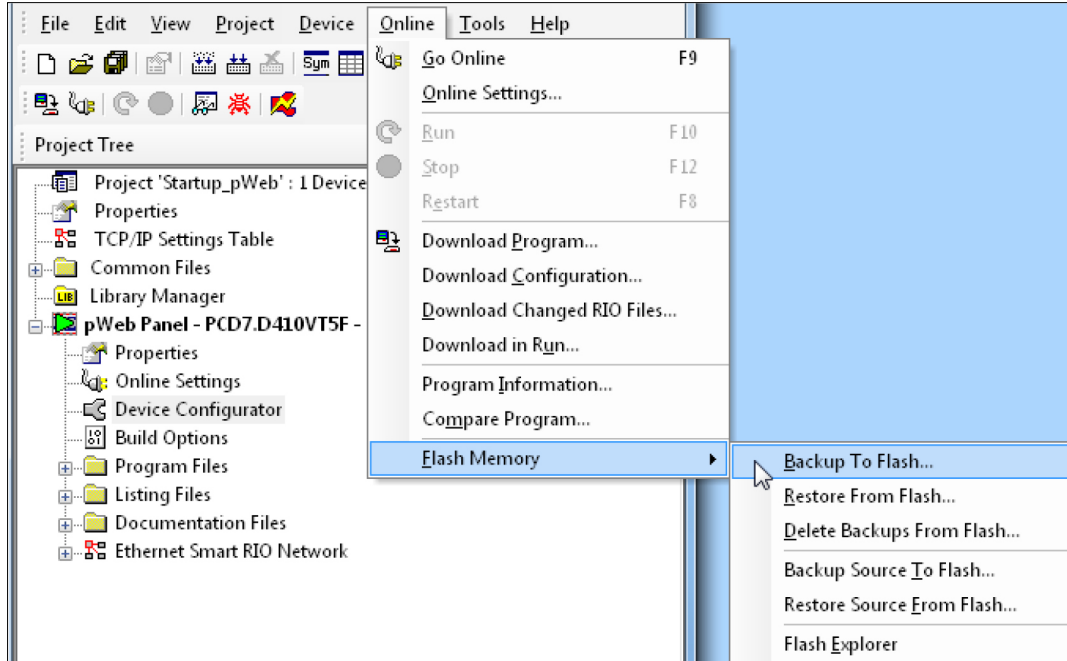 File Edit View Project Device Online Tools Help
Sym
Project Tree
Project 'Startup_pWeb' : 1 Device
Properties
TCP/IP Settings Table
Common Files
LIB Library Manager
pWeb Panel - PCD7.D410VT5F -
Properties
Online Settings
Device Configurator
Build Options
Program Files
Listing Files
Documentation Files
Ethernet Smart RIO Network
Go Online F9
Online Settings...
Run F10
Stop F12
Restart F8
Download Program...
Download Configuration...
Download Changed RIO Files...
Download in Run...
Program Information...
Compare Program...
Flash Memory
Backup To Flash...
Restore From Flash...
Delete Backups From Flash...
Backup Source To Flash...
Restore Source From Flash...
Flash Explorer